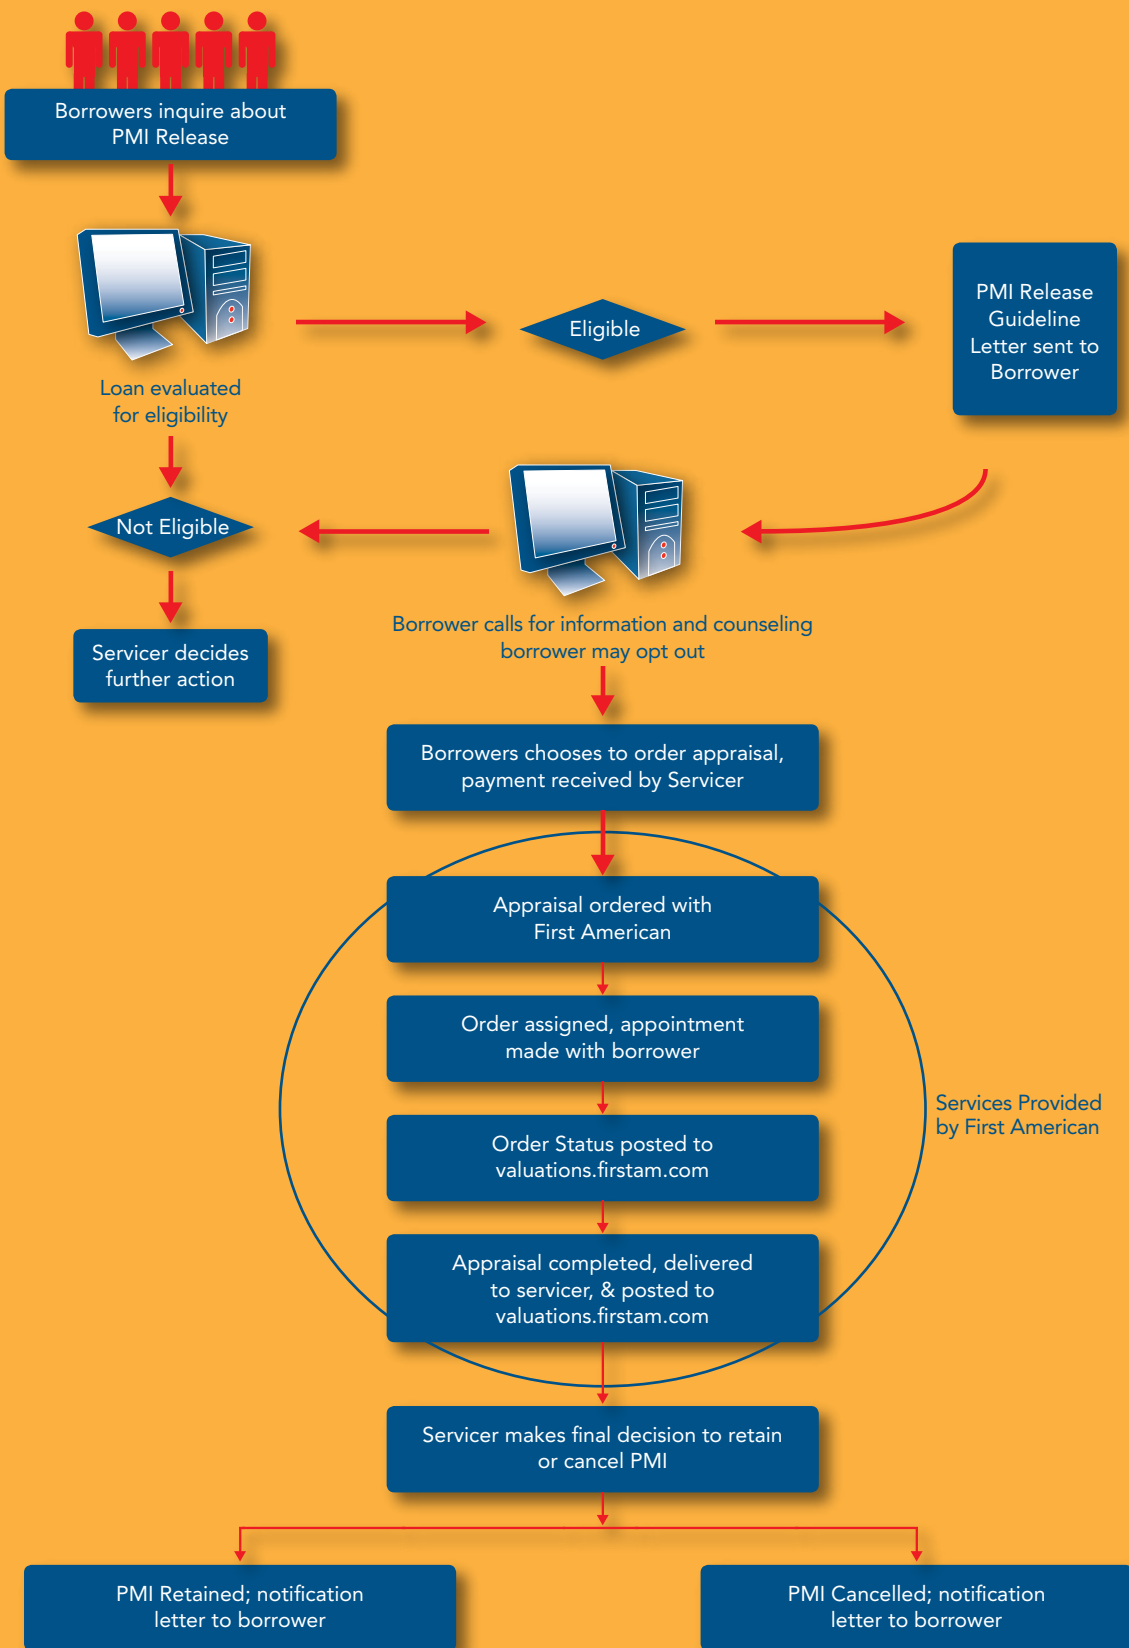 Borrowers inquire about
PMI Release
Loan evaluated
for eligibility
Eligible
PMI Release
Guideline
Letter sent to
Borrower
Not Eligible
Servicer decides
further action
Borrower calls for information and counseling
borrower may opt out
Borrowers chooses to order appraisal,
payment received by Servicer
Appraisal ordered with
First American
Order assigned, appointment
made with borrower
Order Status posted to
valuations.firstam.com
Appraisal completed, delivered
to servicer, & posted to
valuations.firstam.com
Services Provided
by First American
Servicer makes final decision to retain
or cancel PMI
PMI Retained; notification
letter to borrower
PMI Cancelled; notification
letter to borrower